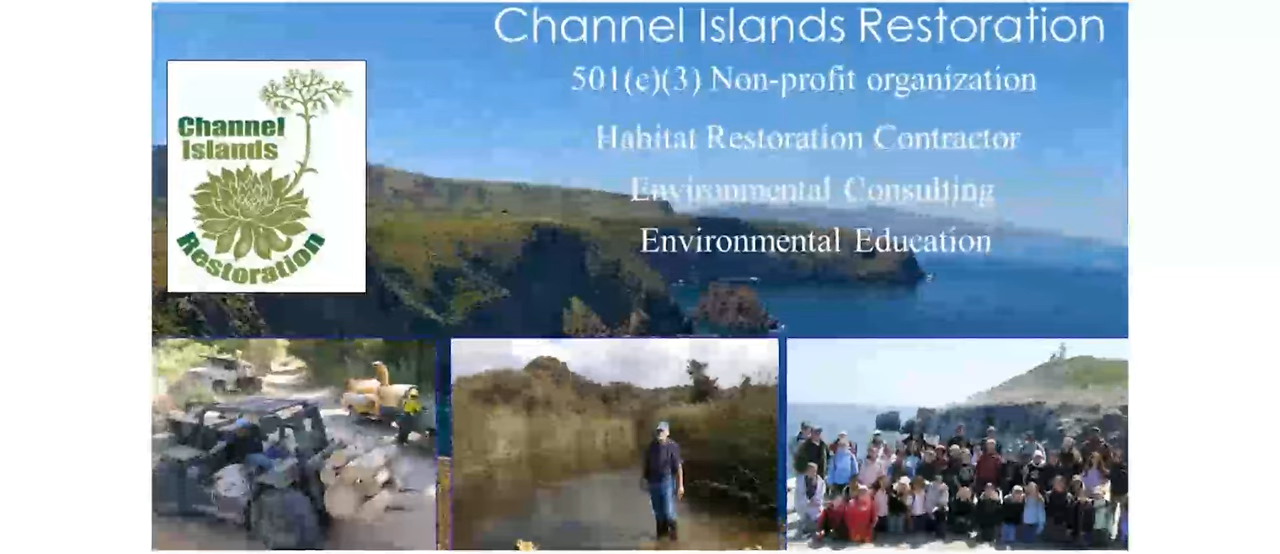 Channel Islands Restoration
501(c)(3) Non-profit organization
Habitat Restoration Contractor
Environmental Consulting
Environmental Education
Channel
Islands
Restoration